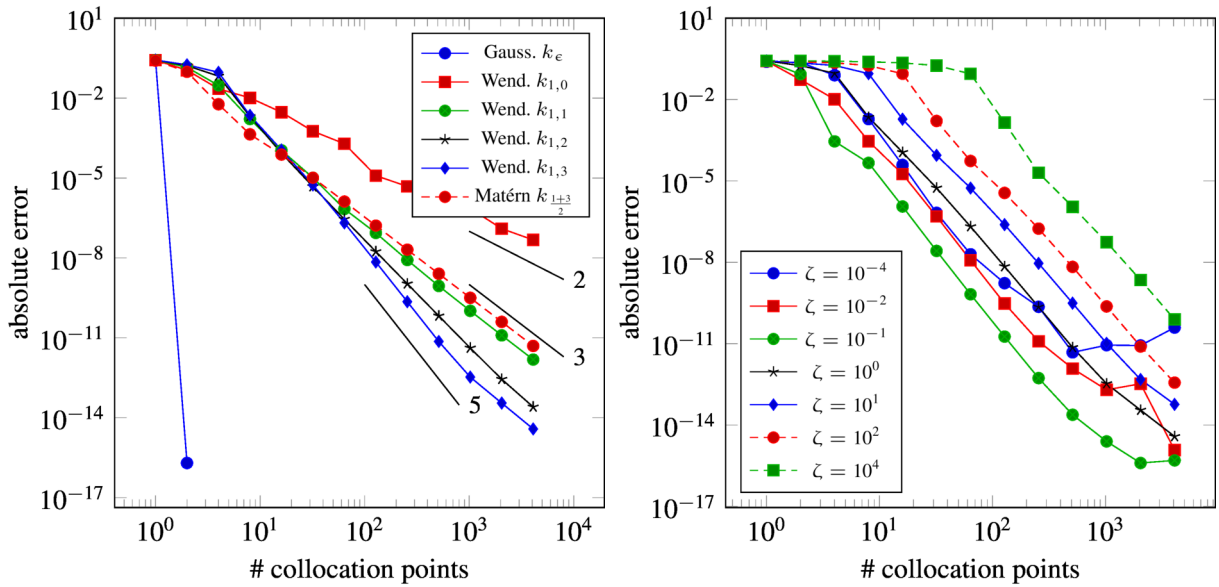 10^1
10^-2
10^-5
10^-8
10^-11
10^-14
10^-17
absolute error
10^0
10^1
10^2
10^3
10^4
# collocation points
Gauss. k_ϵ
Wend. k_{1,0}
Wend. k_{1,1}
Wend. k_{1,2}
Wend. k_{1,3}
Matérn k_{\frac{1+3}{2}}
2
3
5
10^1
10^-2
10^-5
10^-8
10^-11
10^-14
10^-17
absolute error
10^0
10^1
10^2
10^3
# collocation points
ζ = 10^-4
ζ = 10^-2
ζ = 10^-1
ζ = 10^0
ζ = 10^1
ζ = 10^2
ζ = 10^4